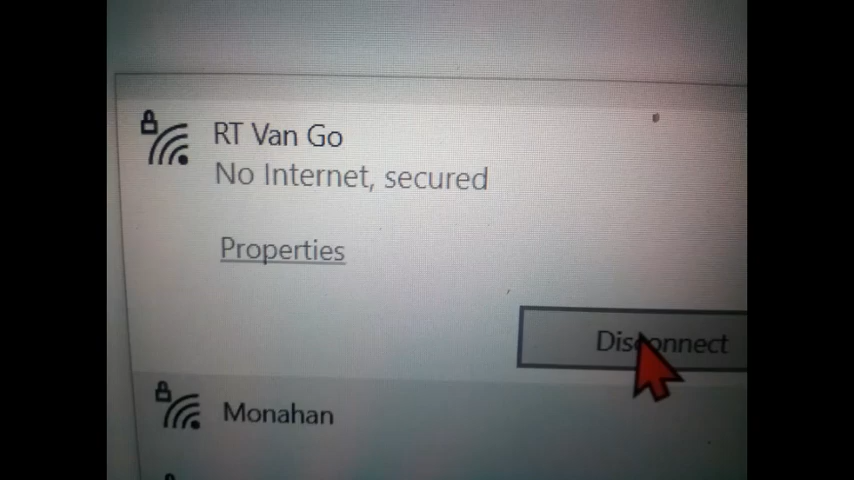 RT Van Go
No Internet, secured
Properties
Disconnect
Monahan